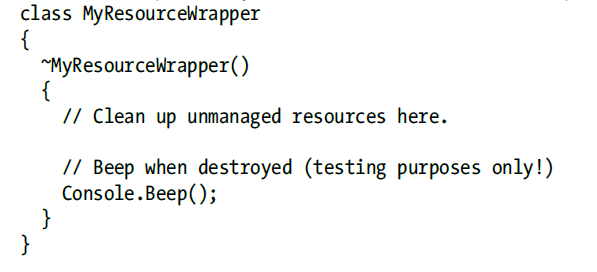 class MyResourceWrapper
{
~MyResourceWrapper()
{
// Clean up unmanaged resources here.
// Beep when destroyed (testing purposes only!)
Console.Beep();
}
}